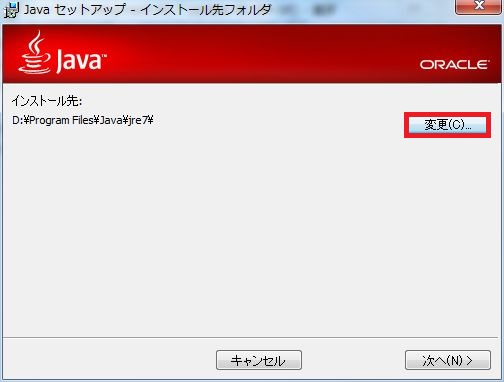 Java セットアップ - インストール先フォルダ
Java™
ORACLE®
インストール先:
D:¥Program Files¥Java¥jre7¥
変更(C)...
キャンセル
次へ(N) >